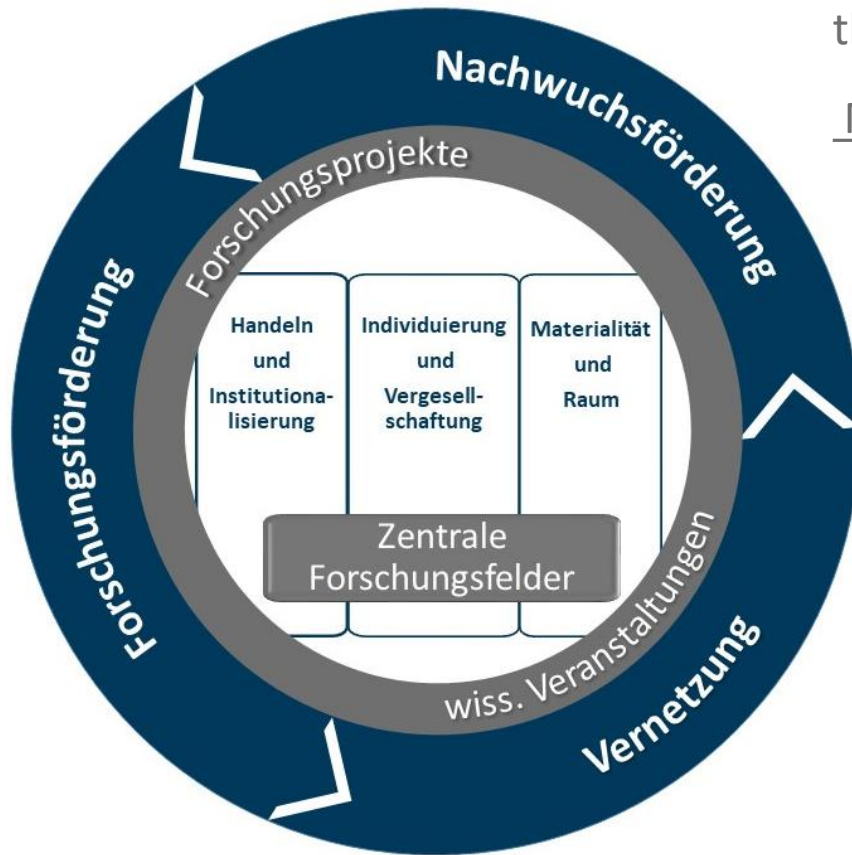 Nachwuchsförderung
Forschungsprojekte
Forschungsförderung
Handeln
und
Institutiona-
lisierung
Individuierung
und
Vergesell-
schaftung
Materialität
und
Raum
Zentrale
Forschungsfelder
wiss. Veranstaltungen
Vernetzung